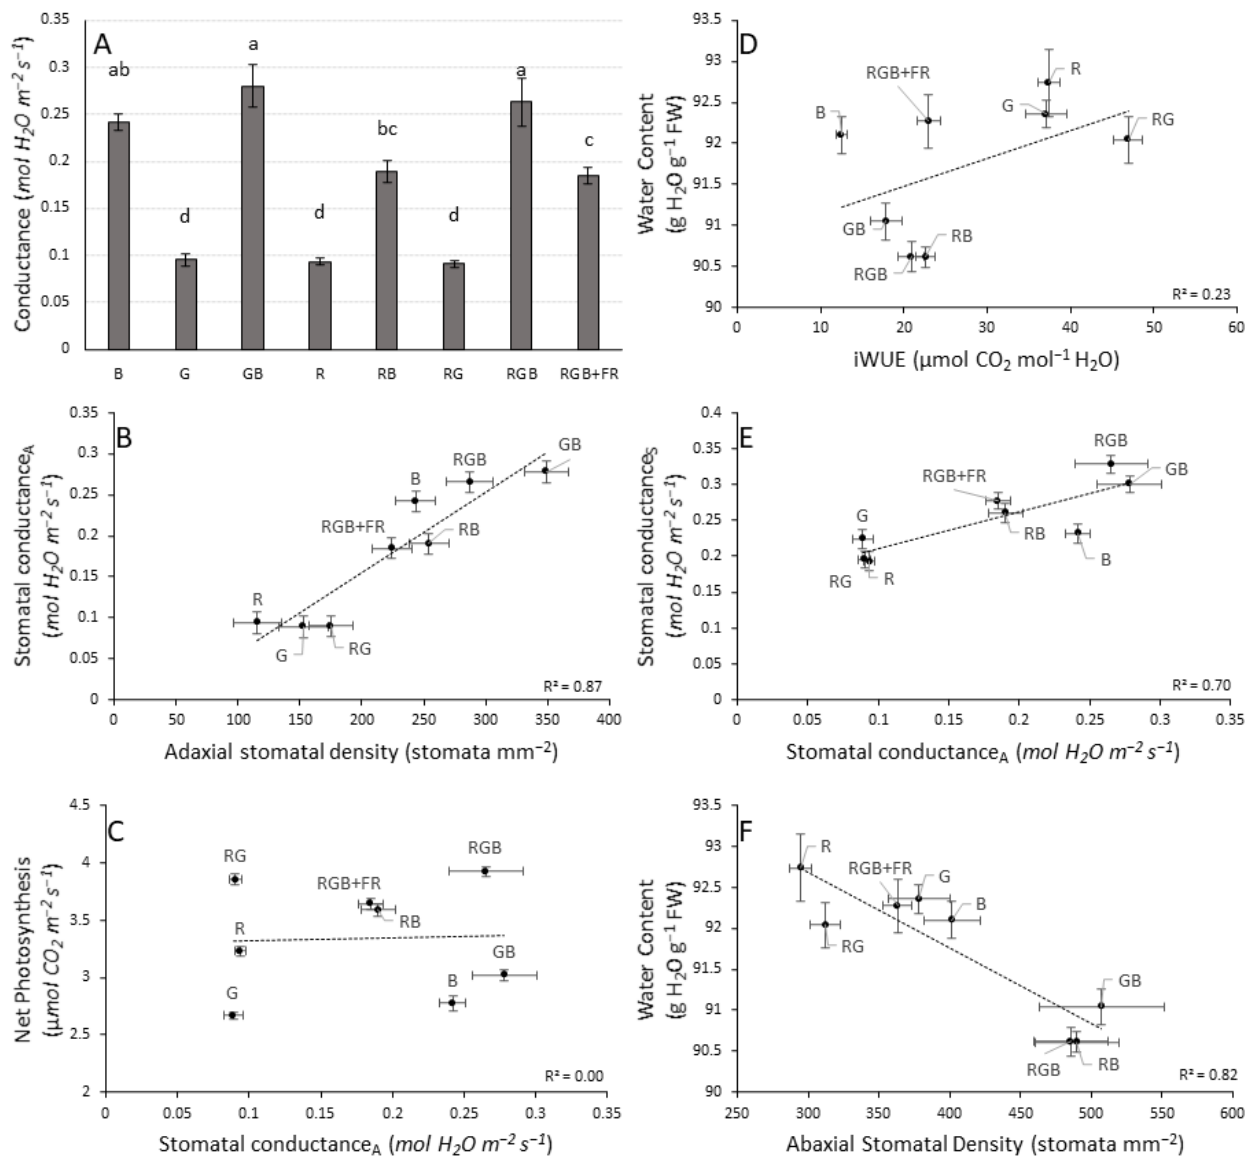 A
Conductance (mol H₂O m⁻² s⁻¹)
0.35
0.3
0.25
0.2
0.15
0.1
0.05
0
ab
d
a
d
bc
d
a
c
B
G
GB
R
RB
RG
RGB
RGB+FR
D
Water Content
(g H₂O g⁻¹ FW)
93.5
93
92.5
92
91.5
91
90.5
90
B
RGB+FR
G
R
RG
GB
RGB
RB
R² = 0.23
0
10
20
30
40
50
60
iWUE (µmol CO₂ mol⁻¹ H₂O)
B
Stomatal conductance_A
(mol H₂O m⁻² s⁻¹)
0.35
0.3
0.25
0.2
0.15
0.1
0.05
0
GB
RGB
B
RGB+FR
RB
R
G
RG
R² = 0.87
0
50
100
150
200
250
300
350
400
Adaxial stomatal density (stomata mm⁻²)
E
Stomatal conductance_S
(mol H₂O m⁻² s⁻¹)
0.4
0.35
0.3
0.25
0.2
0.15
0.1
0.05
0
RGB
GB
RGB+FR
G
RB
B
RG
R
R² = 0.70
0
0.05
0.1
0.15
0.2
0.25
0.3
0.35
Stomatal conductance_A (mol H₂O m⁻² s⁻¹)
C
Net Photosynthesis
(µmol CO₂ m⁻² s⁻¹)
4.5
4
3.5
3
2.5
2
RG
RGB
RGB+FR
RB
R
GB
B
G
R² = 0.00
0
0.05
0.1
0.15
0.2
0.25
0.3
0.35
Stomatal conductance_A (mol H₂O m⁻² s⁻¹)
F
Water Content
(g H₂O g⁻¹ FW)
93.5
93
92.5
92
91.5
91
90.5
90
R
RGB+FR
G
B
RG
GB
RGB
RB
R² = 0.82
250
300
350
400
450
500
550
600
Abaxial Stomatal Density (stomata mm⁻²)